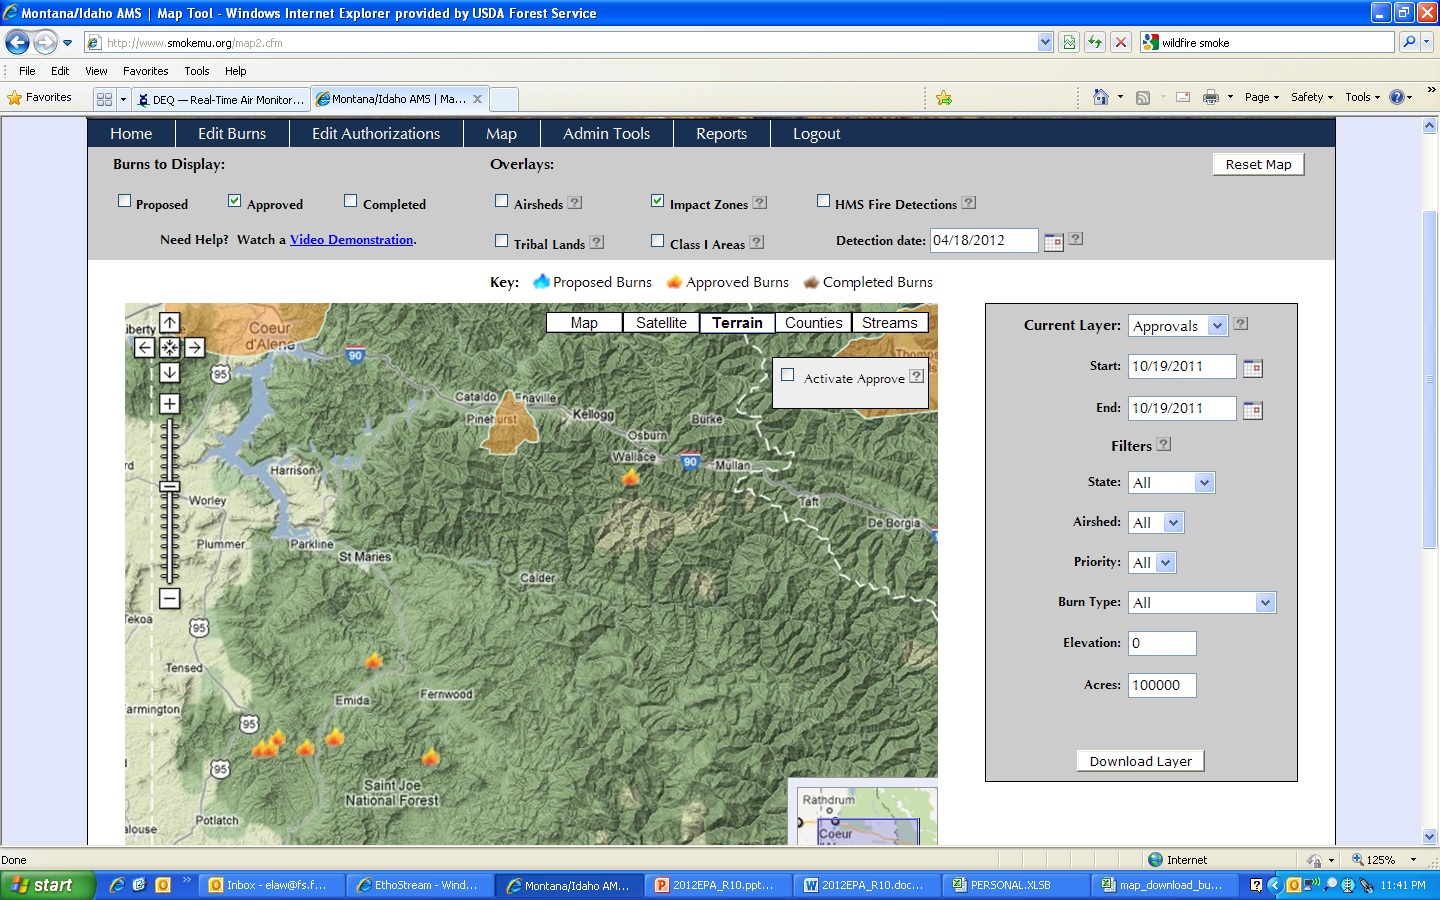 Montana/Idaho AMS | Map Tool - Windows Internet Explorer provided by USDA Forest Service
http://www.smokemu.org/map2.cfm
wildfire smoke
File Edit View Favorites Tools Help
Favorites
DEQ — Real-Time Air Monitor...
Montana/Idaho AMS | Ma...
Page Safety Tools
Home Edit Burns Edit Authorizations Map Admin Tools Reports Logout
Burns to Display: Overlays: Reset Map
Proposed Approved Completed Airsheds ? Impact Zones ? HMS Fire Detections ?
Need Help? Watch a Video Demonstration. Tribal Lands ? Class I Areas ? Detection date: 04/18/2012 ?
Key: Proposed Burns Approved Burns Completed Burns
Map Satellite Terrain Counties Streams
Activate Approve ?
Liberty
Coeur
d'Alene
90
95
Cataldo Enaville
Pinehurst
Kellogg
Burke
Osburn
Wallace
90
Mullan
Harrison
Worley
Taft
De Borgia
Plummer
Parkline
St Maries
Calder
Tekoa
95
Tensed
Emida
Fernwood
Farmington
95
95
Saint Joe
National Forest
Potlatch
Rathdrum
Coeur
Current Layer: Approvals ?
Start: 10/19/2011
End: 10/19/2011
Filters ?
State: All
Airshed: All
Priority: All
Burn Type: All
Elevation: 0
Acres: 100000
Download Layer
Done
Internet
125%
start
Inbox - elaw@fs.f...
EthoStream - Wind...
Montana/Idaho AM...
2012EPA_R10.ppt...
2012EPA_R10.doc...
PERSONAL.XLSB
map_download_bu...
11:41 PM